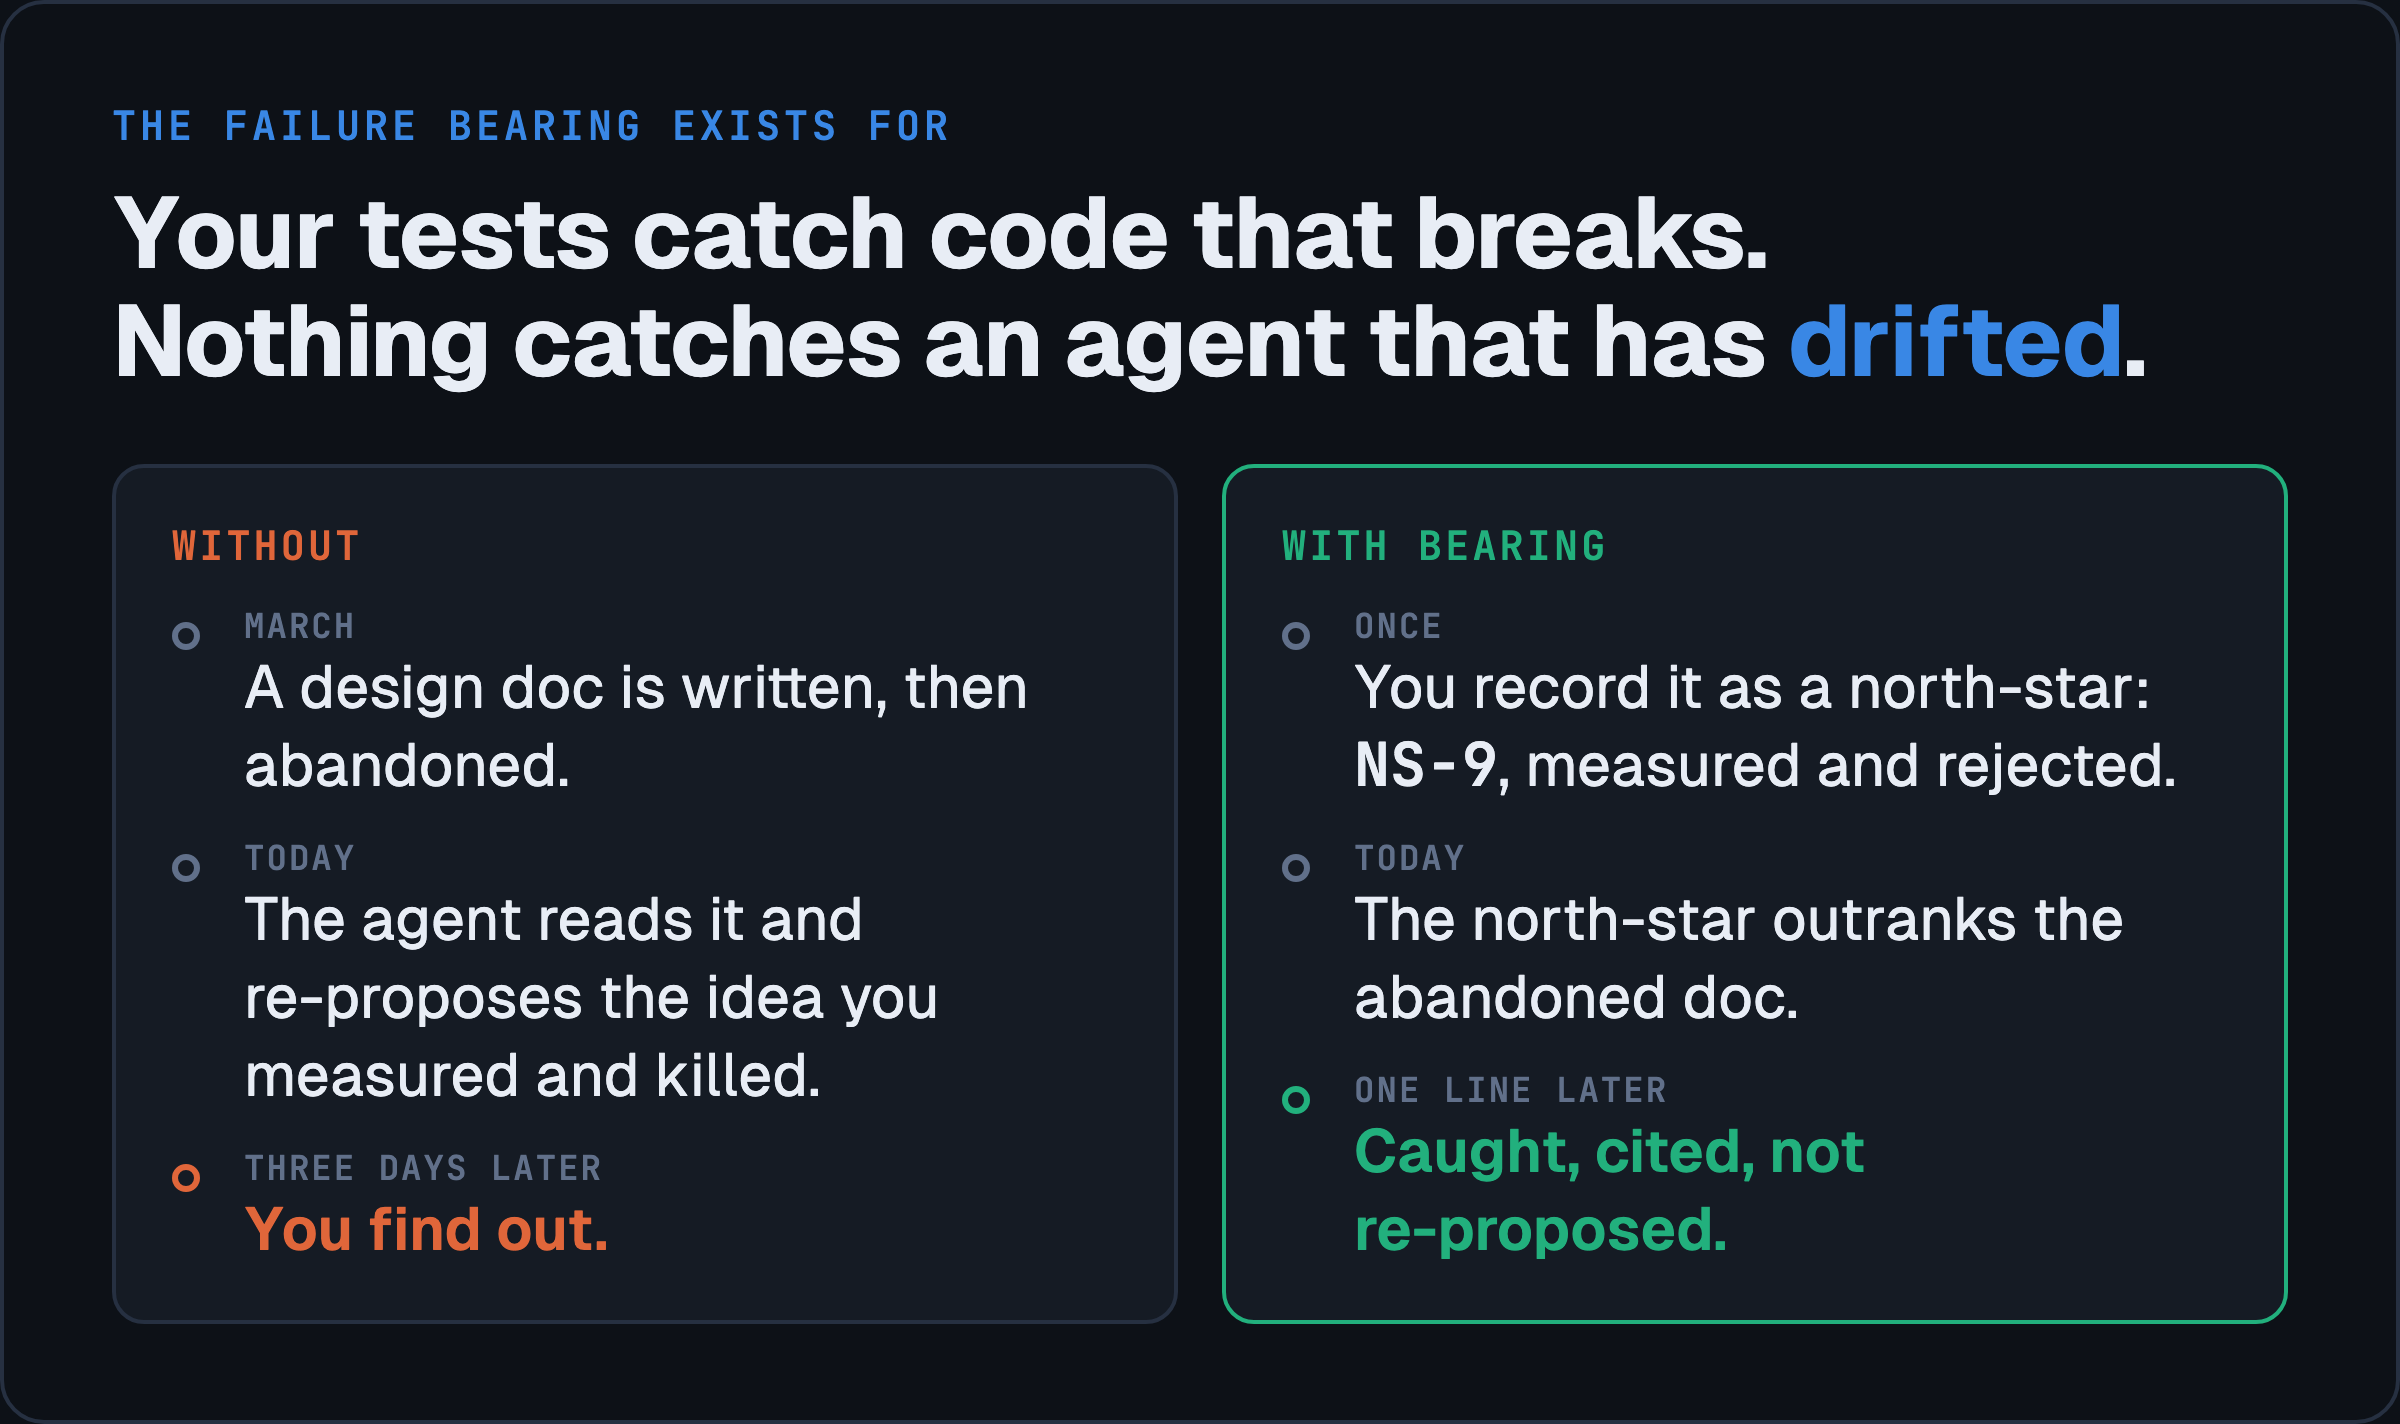 THE FAILURE BEARING EXISTS FOR
Your tests catch code that breaks.
Nothing catches an agent that has drifted.
WITHOUT
MARCH
A design doc is written, then
abandoned.
TODAY
The agent reads it and
re-proposes the idea you
measured and killed.
THREE DAYS LATER
You find out.
WITH BEARING
ONCE
You record it as a north-star:
NS-9, measured and rejected.
TODAY
The north-star outranks the
abandoned doc.
ONE LINE LATER
Caught, cited, not
re-proposed.